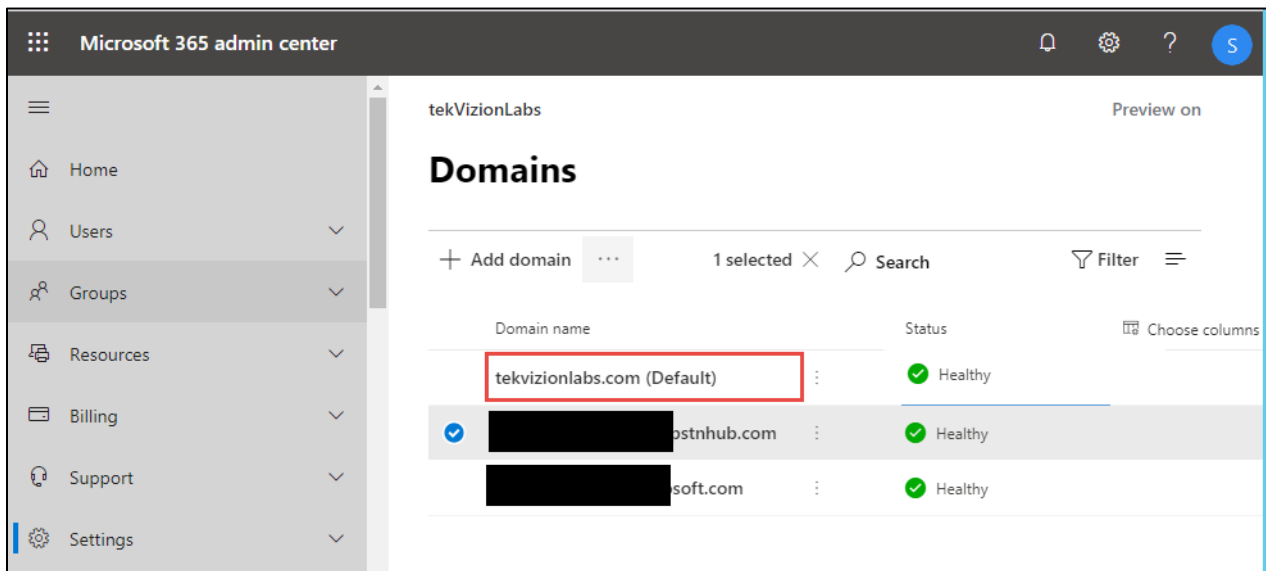 Microsoft 365 admin center
?
S
tekVizionLabs
Preview on
Home
Domains
Users
Add domain
1 selected
Search
Filter
Groups
Domain name
Status
Choose columns
Resources
tekvizionlabs.com (Default)
Healthy
Billing
pstnhub.com
Healthy
Support
soft.com
Healthy
Settings